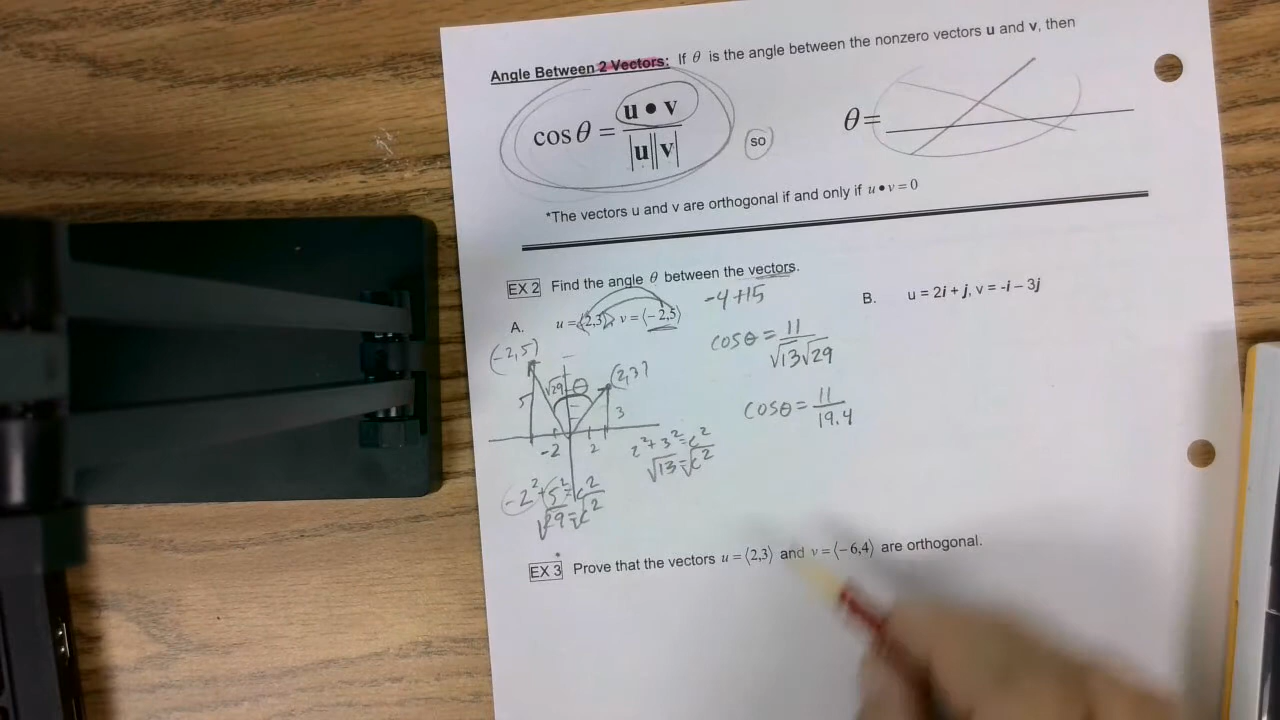 Angle Between 2 Vectors: If θ is the angle between the nonzero vectors u and v, then
cosθ = u • v / |u||v|
so
θ =
*The vectors u and v are orthogonal if and only if u • v = 0
EX 2 Find the angle θ between the vectors.
A. u = ⟨2,3⟩, v = ⟨−2,5⟩
-4+15
cosθ = 11 / √13√29
cosθ = 11 / 19.4
(-2,5)
√29
θ
(2,3)
5
3
-2
2
2²+3²=c²
√13=√c²
(-2²+5²=c²
√29=√c²
B. u = 2i + j, v = -i – 3j
EX 3 Prove that the vectors u = ⟨2,3⟩ and v = ⟨−6,4⟩ are orthogonal.